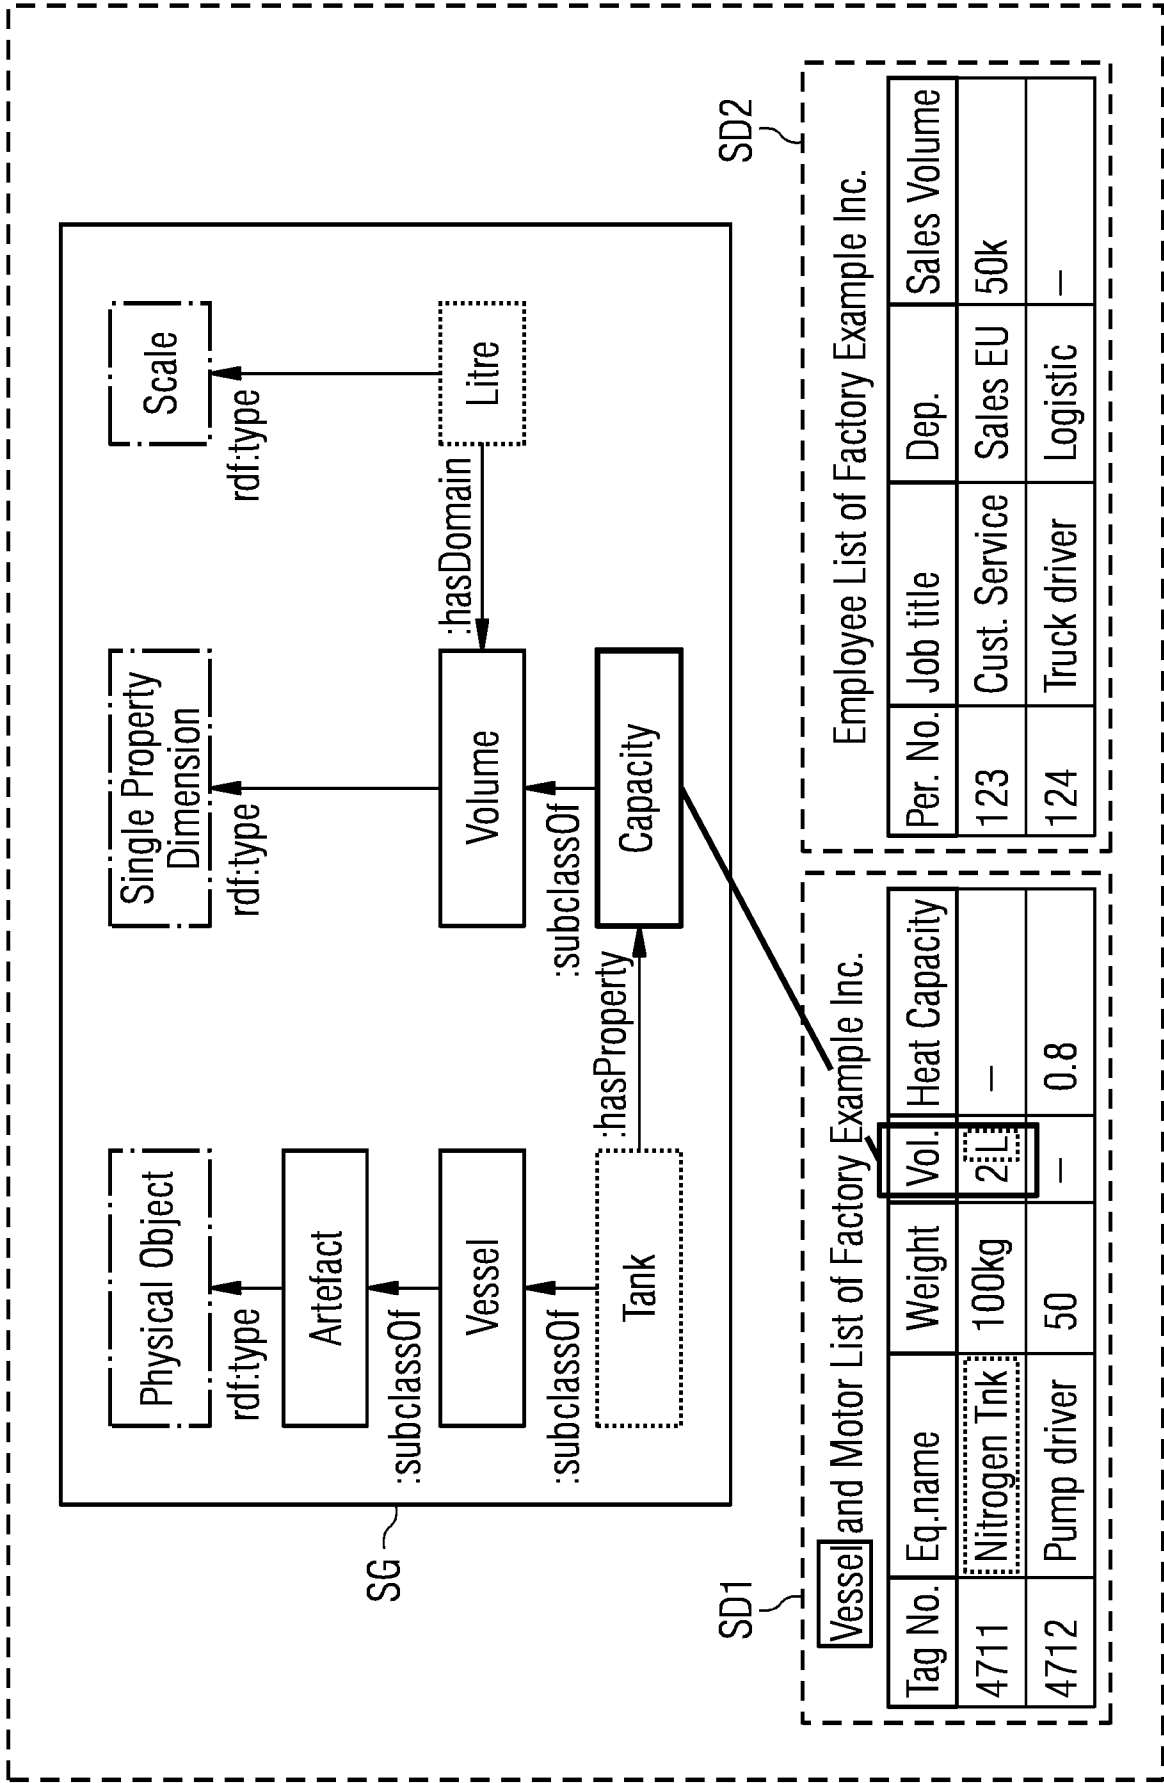 Physical Object
Single Property
Dimension
Scale
rdf:type
rdf:type
rdf:type
Artefact
:subclassOf
Vessel
Volume
:hasDomain
Litre
:subclassOf
:subclassOf
Tank
:hasProperty
Capacity
SG
SD1
SD2
Vessel and Motor List of Factory Example Inc.
Tag No. Eq.name Weight Vol. Heat Capacity
4711 Nitrogen Tnk 100kg 2 L –
4712 Pump driver 50 – 0.8
Employee List of Factory Example Inc.
Per. No. Job title Dep. Sales Volume
123 Cust. Service Sales EU 50k
124 Truck driver Logistic –